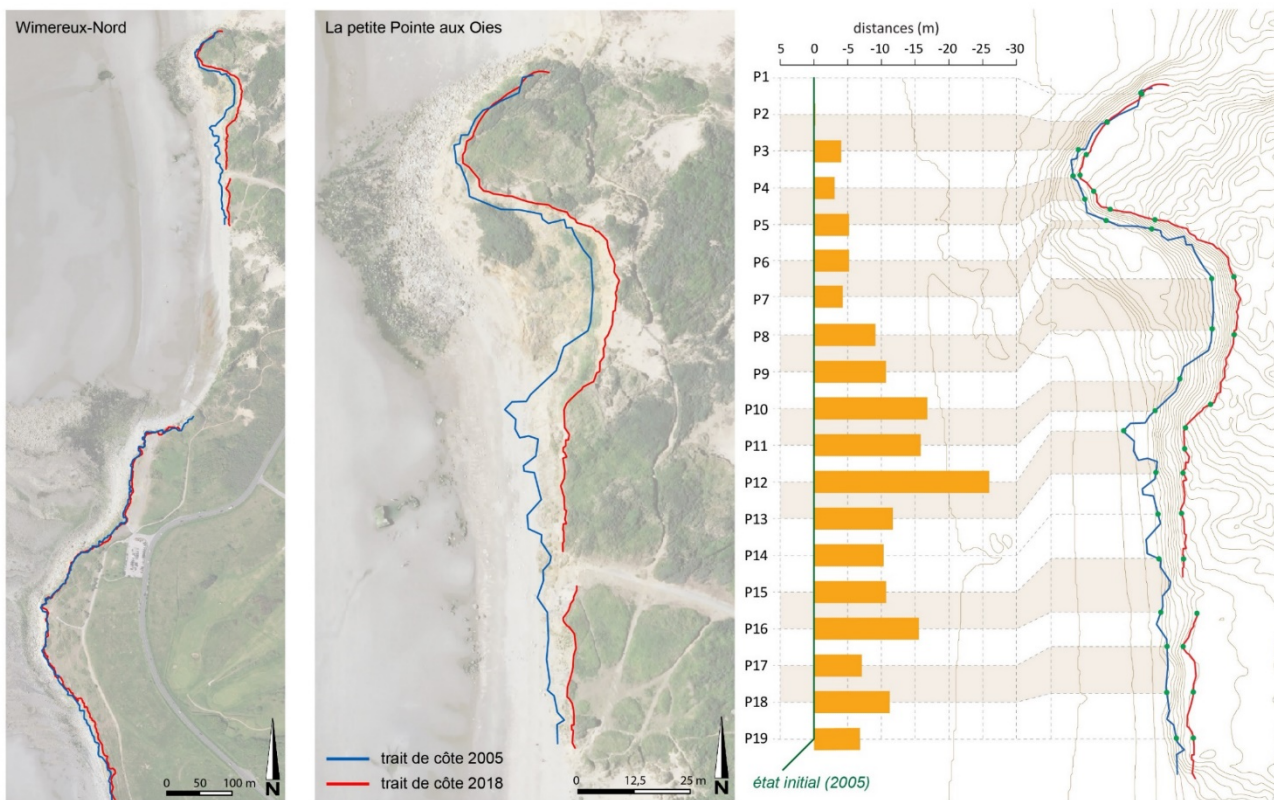 Wimereux-Nord
0 50 100 m
N
La petite Pointe aux Oies
trait de côte 2005
trait de côte 2018
0 12,5 25 m
N
distances (m)
5 0 -5 -10 -15 -20 -25 -30
P1
P2
P3
P4
P5
P6
P7
P8
P9
P10
P11
P12
P13
P14
P15
P16
P17
P18
P19
état initial (2005)